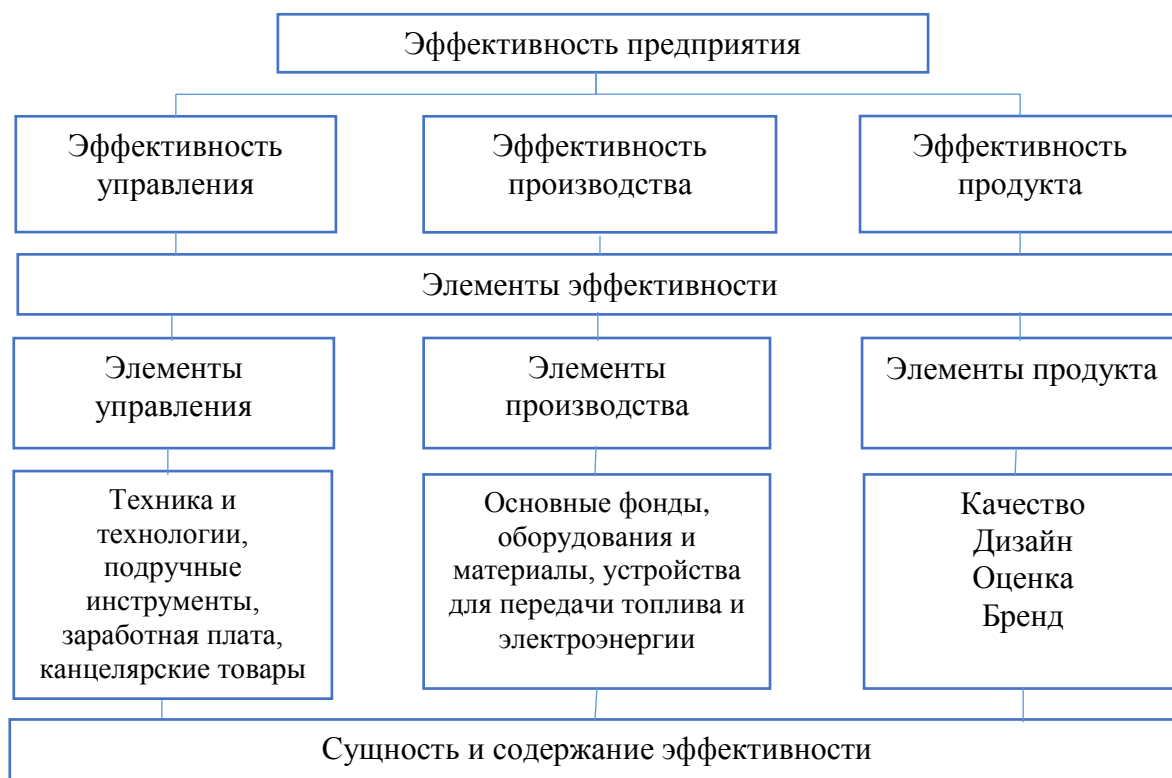 Эффективность предприятия
Эффективность
управления
Эффективность
производства
Эффективность
продукта
Элементы эффективности
Элементы
управления
Элементы
производства
Элементы продукта
Техника и
технологии,
подручные
инструменты,
заработная плата,
канцелярские товары
Основные фонды,
оборудования и
материалы, устройства
для передачи топлива и
электроэнергии
Качество
Дизайн
Оценка
Бренд
Сущность и содержание эффективности